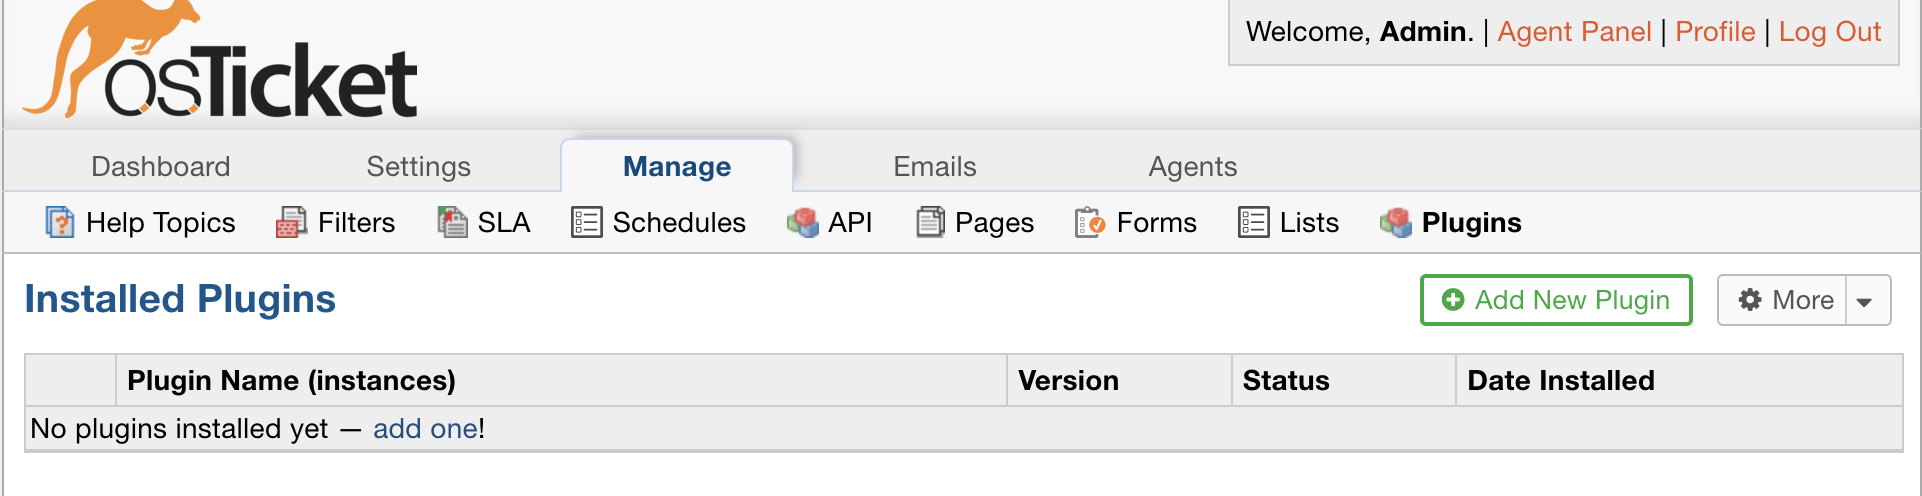 osTicket
Welcome, Admin. | Agent Panel | Profile | Log Out
Dashboard Settings Manage Emails Agents
Help Topics Filters SLA Schedules API Pages Forms Lists Plugins
Installed Plugins
Add New Plugin More
Plugin Name (instances) Version Status Date Installed
No plugins installed yet — add one!